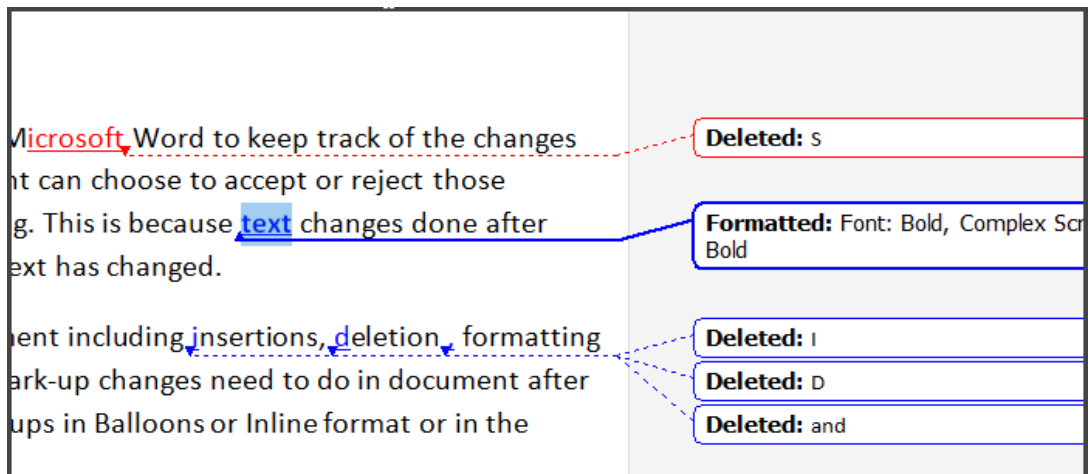 Microsoft Word to keep track of the changes
Deleted: S
nt can choose to accept or reject those
g. This is because text changes done after
Formatted: Font: Bold, Complex Scr
Bold
ext has changed.
ent including insertions, deletion, formatting
Deleted: I
ark-up changes need to do in document after
Deleted: D
ups in Balloons or Inline format or in the
Deleted: and